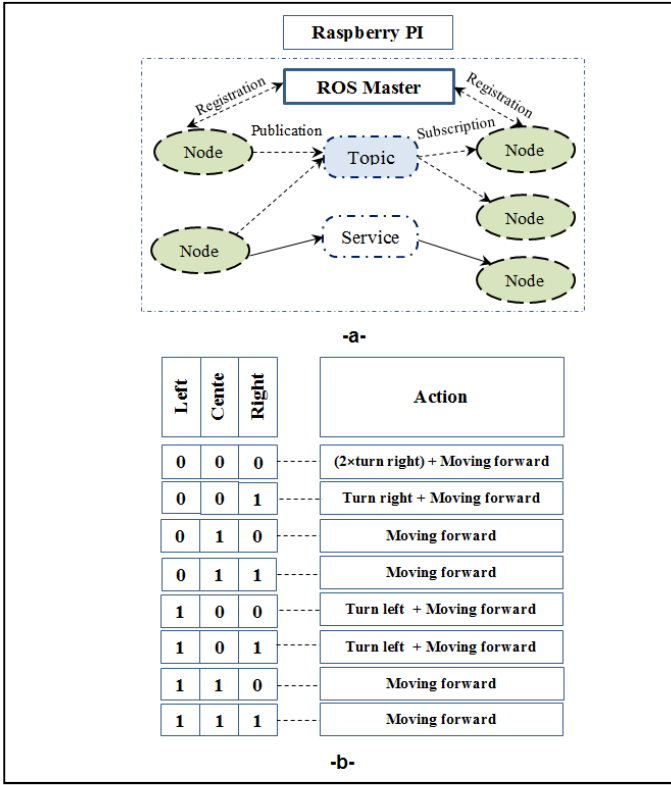 Raspberry PI
ROS Master
Registration
Registration
Publication
Subscription
Node
Topic
Node
Node
Node
Service
Node
-a-
Left Cente Right Action
0 0 0 (2×turn right) + Moving forward
0 0 1 Turn right + Moving forward
0 1 0 Moving forward
0 1 1 Moving forward
1 0 0 Turn left + Moving forward
1 0 1 Turn left + Moving forward
1 1 0 Moving forward
1 1 1 Moving forward
-b-